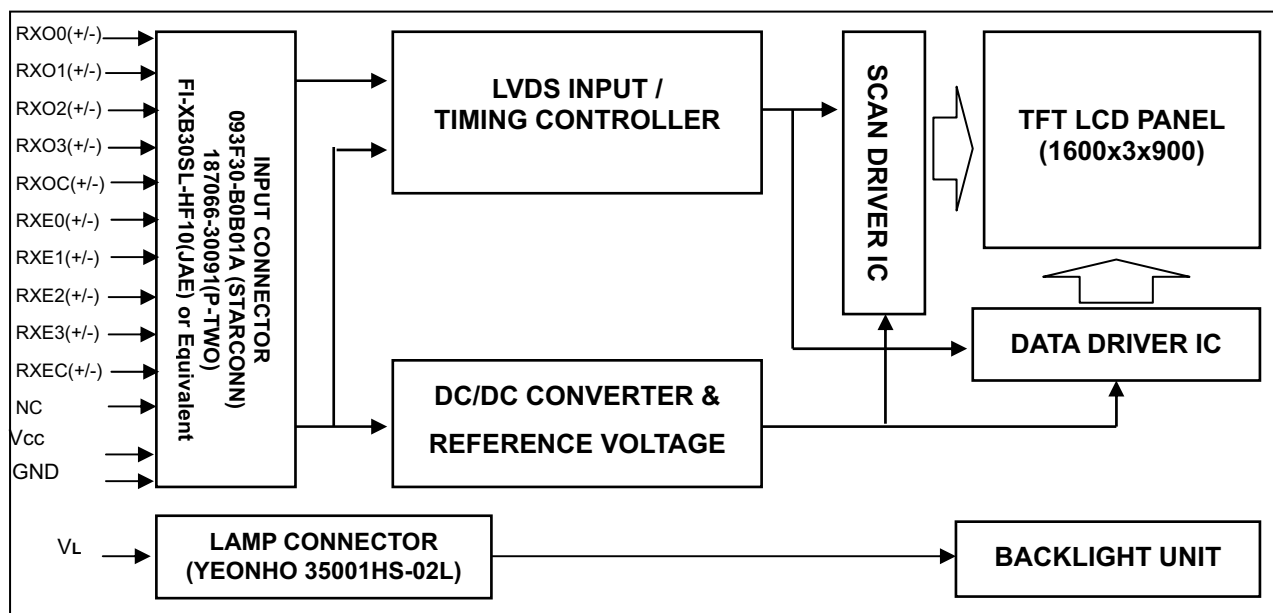 RXO0(+/-)
RXO1(+/-)
RXO2(+/-)
RXO3(+/-)
RXOC(+/-)
RXE0(+/-)
RXE1(+/-)
RXE2(+/-)
RXE3(+/-)
RXEC(+/-)
NC
Vcc
GND
VL
INPUT CONNECTOR
093F30-B0B01A (STARCONN)
187066-30091(P-TWO)
FI-XB30SL-HF10(JAE) or Equivalent
LVDS INPUT /
TIMING CONTROLLER
SCAN DRIVER IC
TFT LCD PANEL
(1600x3x900)
DATA DRIVER IC
DC/DC CONVERTER &
REFERENCE VOLTAGE
LAMP CONNECTOR
(YEONHO 35001HS-02L)
BACKLIGHT UNIT